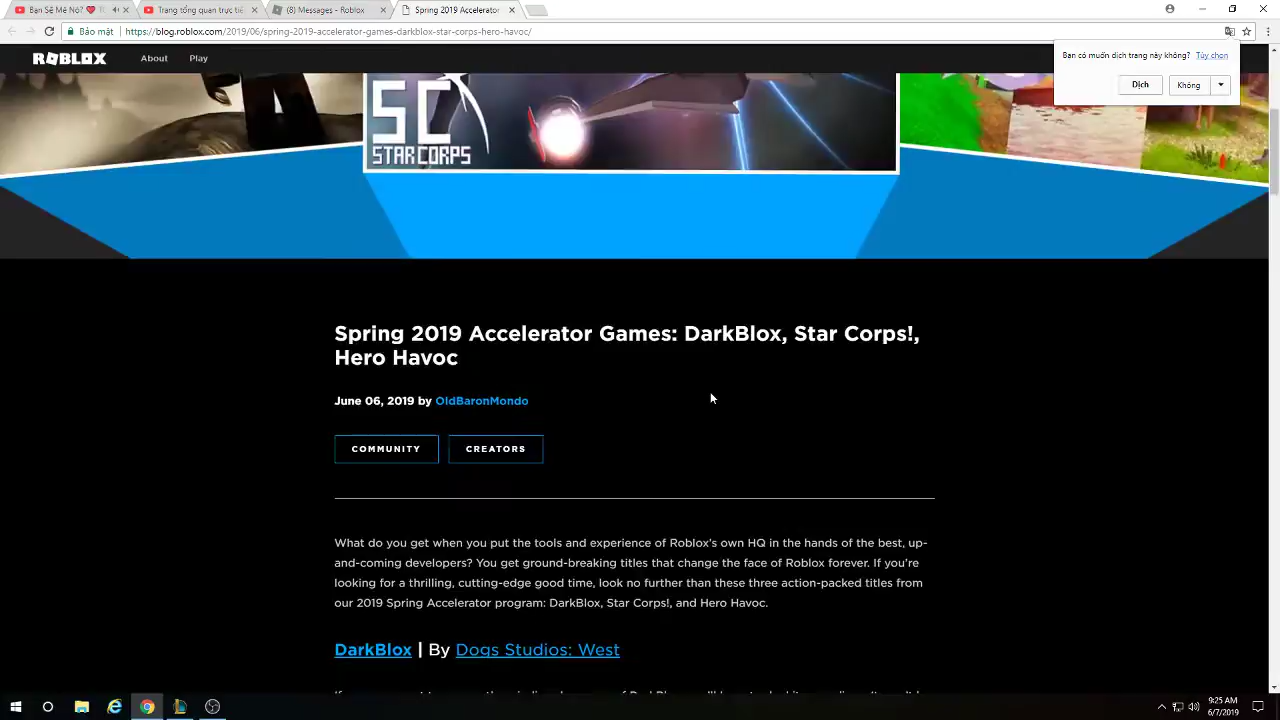 Bạn Sẽ Mê Nó?
Trang tổng quan trực tiế
(8) Messages - Roblox
Spring 2019 Accelerator
Bảo mật
https://blog.roblox.com/2019/06/spring-2019-accelerator-games-darkblox-star-corps-hero-havoc/
ROBLOX
About
Play
Bạn có muốn dịch trang này không? Tùy chọn
Dịch
Không
SC
STAR CORPS
Spring 2019 Accelerator Games: DarkBlox, Star Corps!,
Hero Havoc
June 06, 2019 by OldBaronMondo
COMMUNITY
CREATORS
What do you get when you put the tools and experience of Roblox's own HQ in the hands of the best, up-
and-coming developers? You get ground-breaking titles that change the face of Roblox forever. If you're
looking for a thrilling, cutting-edge good time, look no further than these three action-packed titles from
our 2019 Spring Accelerator program: DarkBlox, Star Corps!, and Hero Havoc.
DarkBlox | By Dogs Studios: West
9:25 AM
6/7/2019